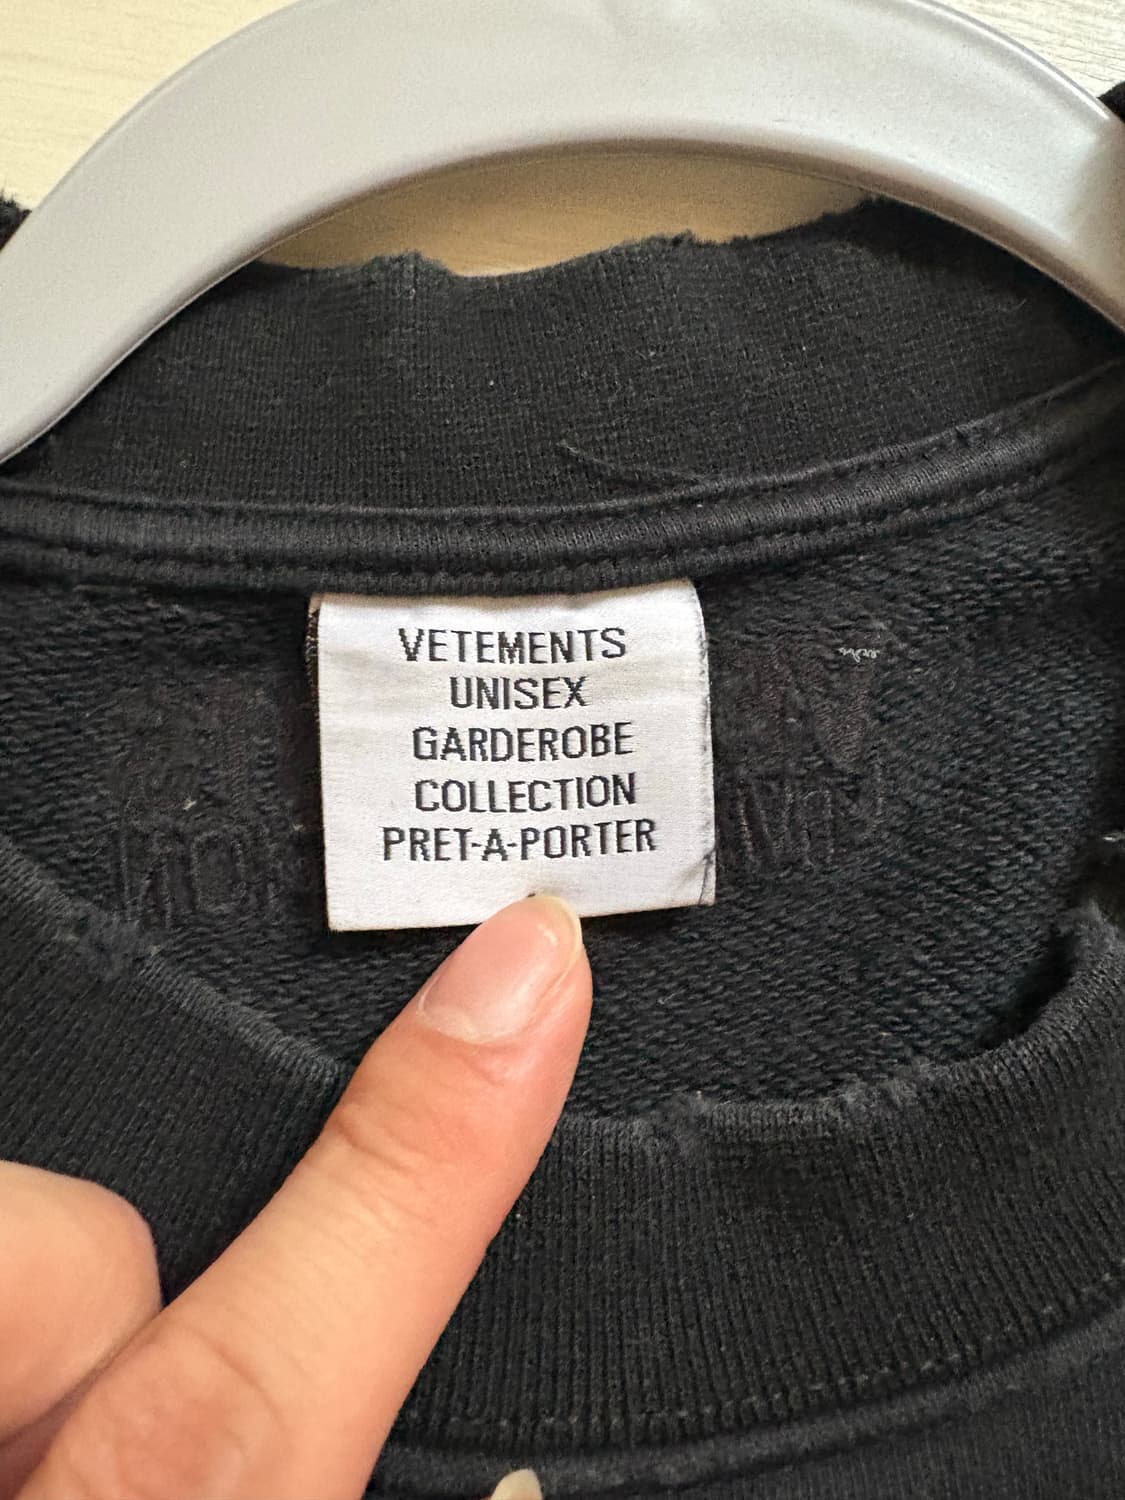 VETEMENTS
UNISEX
GARDEROBE
COLLECTION
PRET-A-PORTER